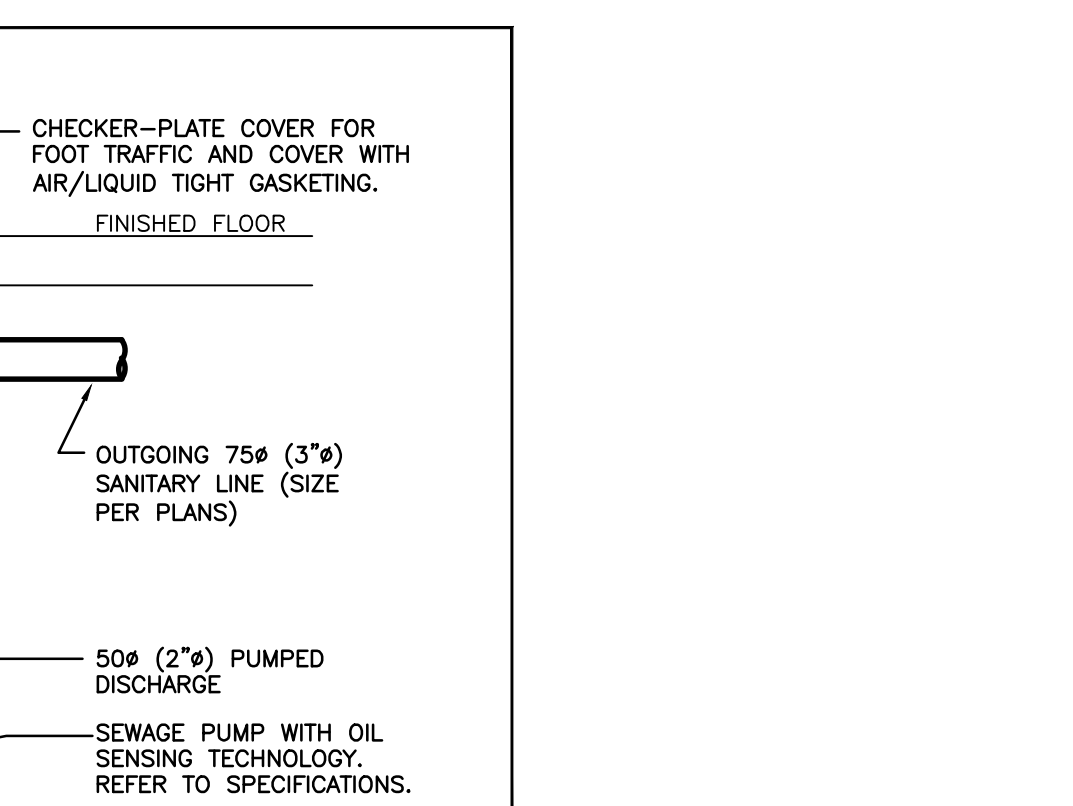 CHECKER-PLATE COVER FOR
FOOT TRAFFIC AND COVER WITH
AIR/LIQUID TIGHT GASKETING.
FINISHED FLOOR
OUTGOING 75ø (3"ø)
SANITARY LINE (SIZE
PER PLANS)
50ø (2"ø) PUMPED
DISCHARGE
SEWAGE PUMP WITH OIL
SENSING TECHNOLOGY.
REFER TO SPECIFICATIONS.